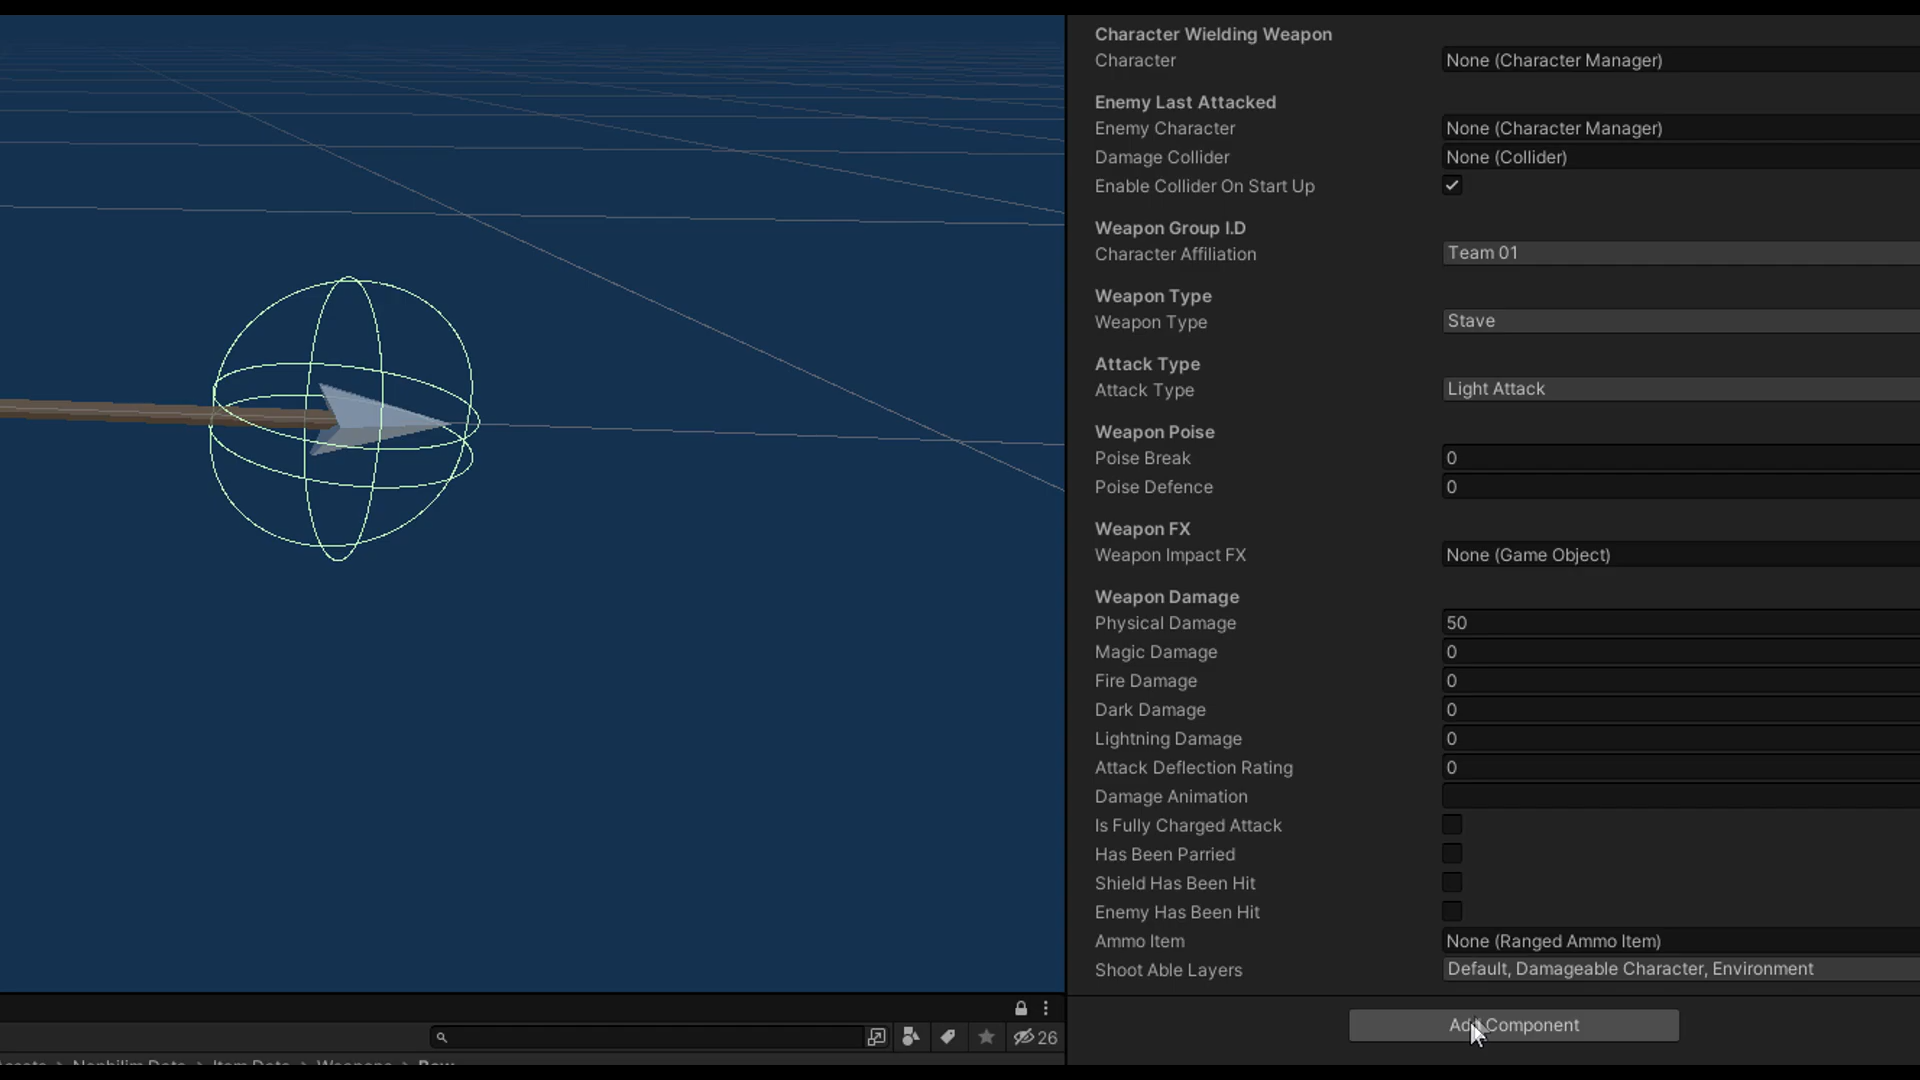 Character Wielding Weapon
Character None (Character Manager)
Enemy Last Attacked
Enemy Character None (Character Manager)
Damage Collider None (Collider)
Enable Collider On Start Up
Weapon Group I.D
Character Affiliation Team 01
Weapon Type
Weapon Type Stave
Attack Type
Attack Type Light Attack
Weapon Poise
Poise Break 0
Poise Defence 0
Weapon FX
Weapon Impact FX None (Game Object)
Weapon Damage
Physical Damage 50
Magic Damage 0
Fire Damage 0
Dark Damage 0
Lightning Damage 0
Attack Deflection Rating 0
Damage Animation
Is Fully Charged Attack
Has Been Parried
Shield Has Been Hit
Enemy Has Been Hit
Ammo Item None (Ranged Ammo Item)
Shoot Able Layers Default, Damageable Character, Environment
Add Component
26